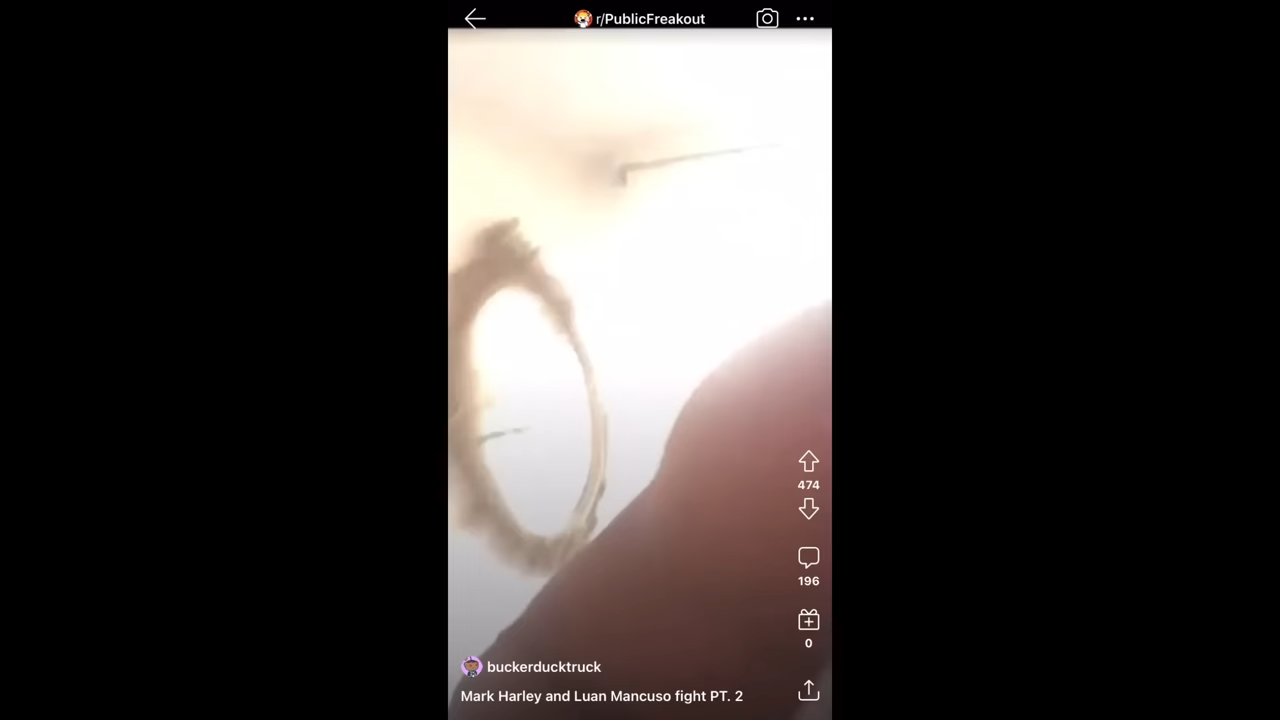 r/PublicFreakout
474
196
0
buckerducktruck
Mark Harley and Luan Mancuso fight PT. 2